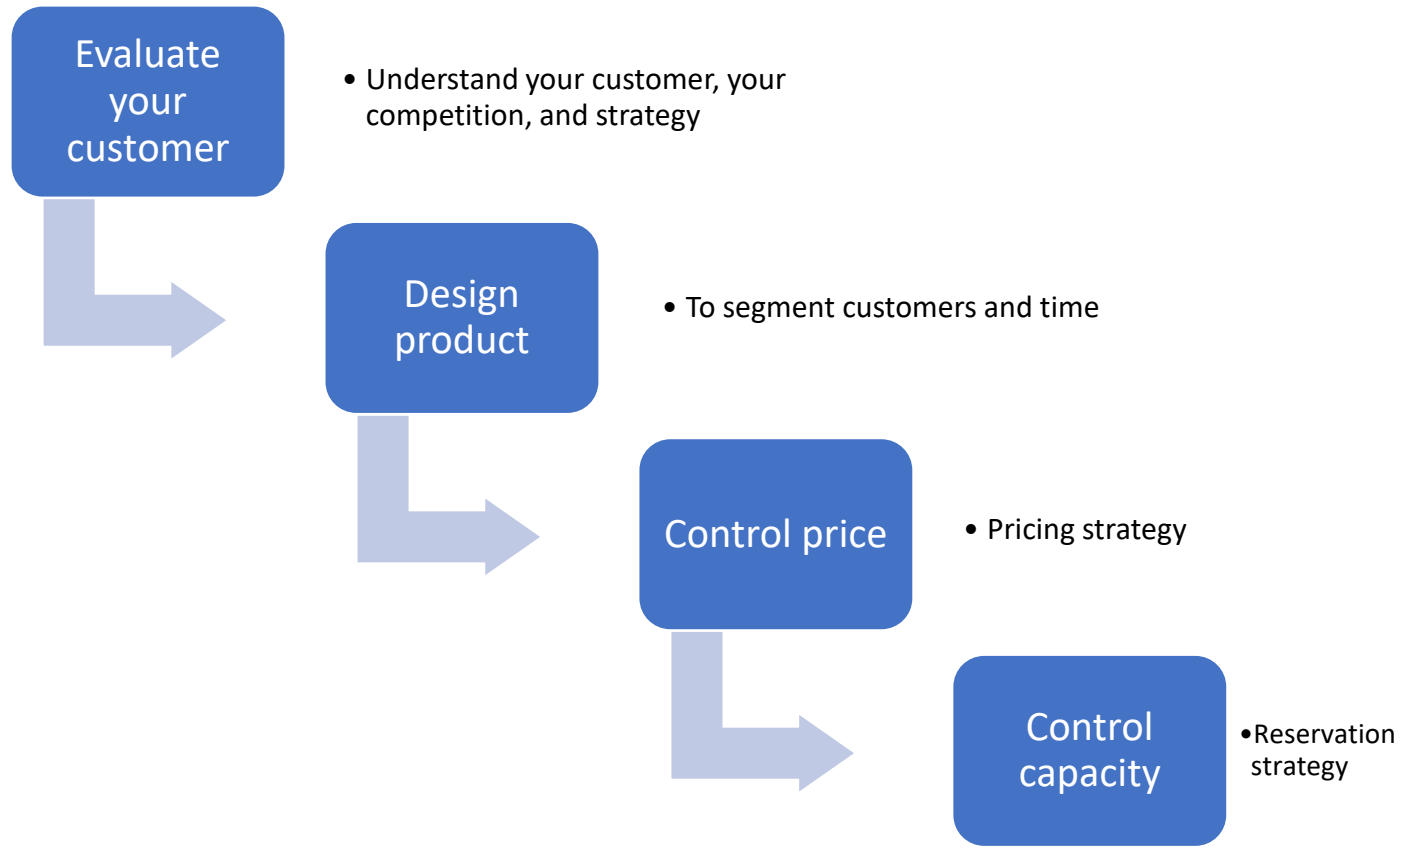 Evaluate
your
customer
• Understand your customer, your
competition, and strategy
Design
product
• To segment customers and time
Control price
• Pricing strategy
Control
capacity
•Reservation
strategy